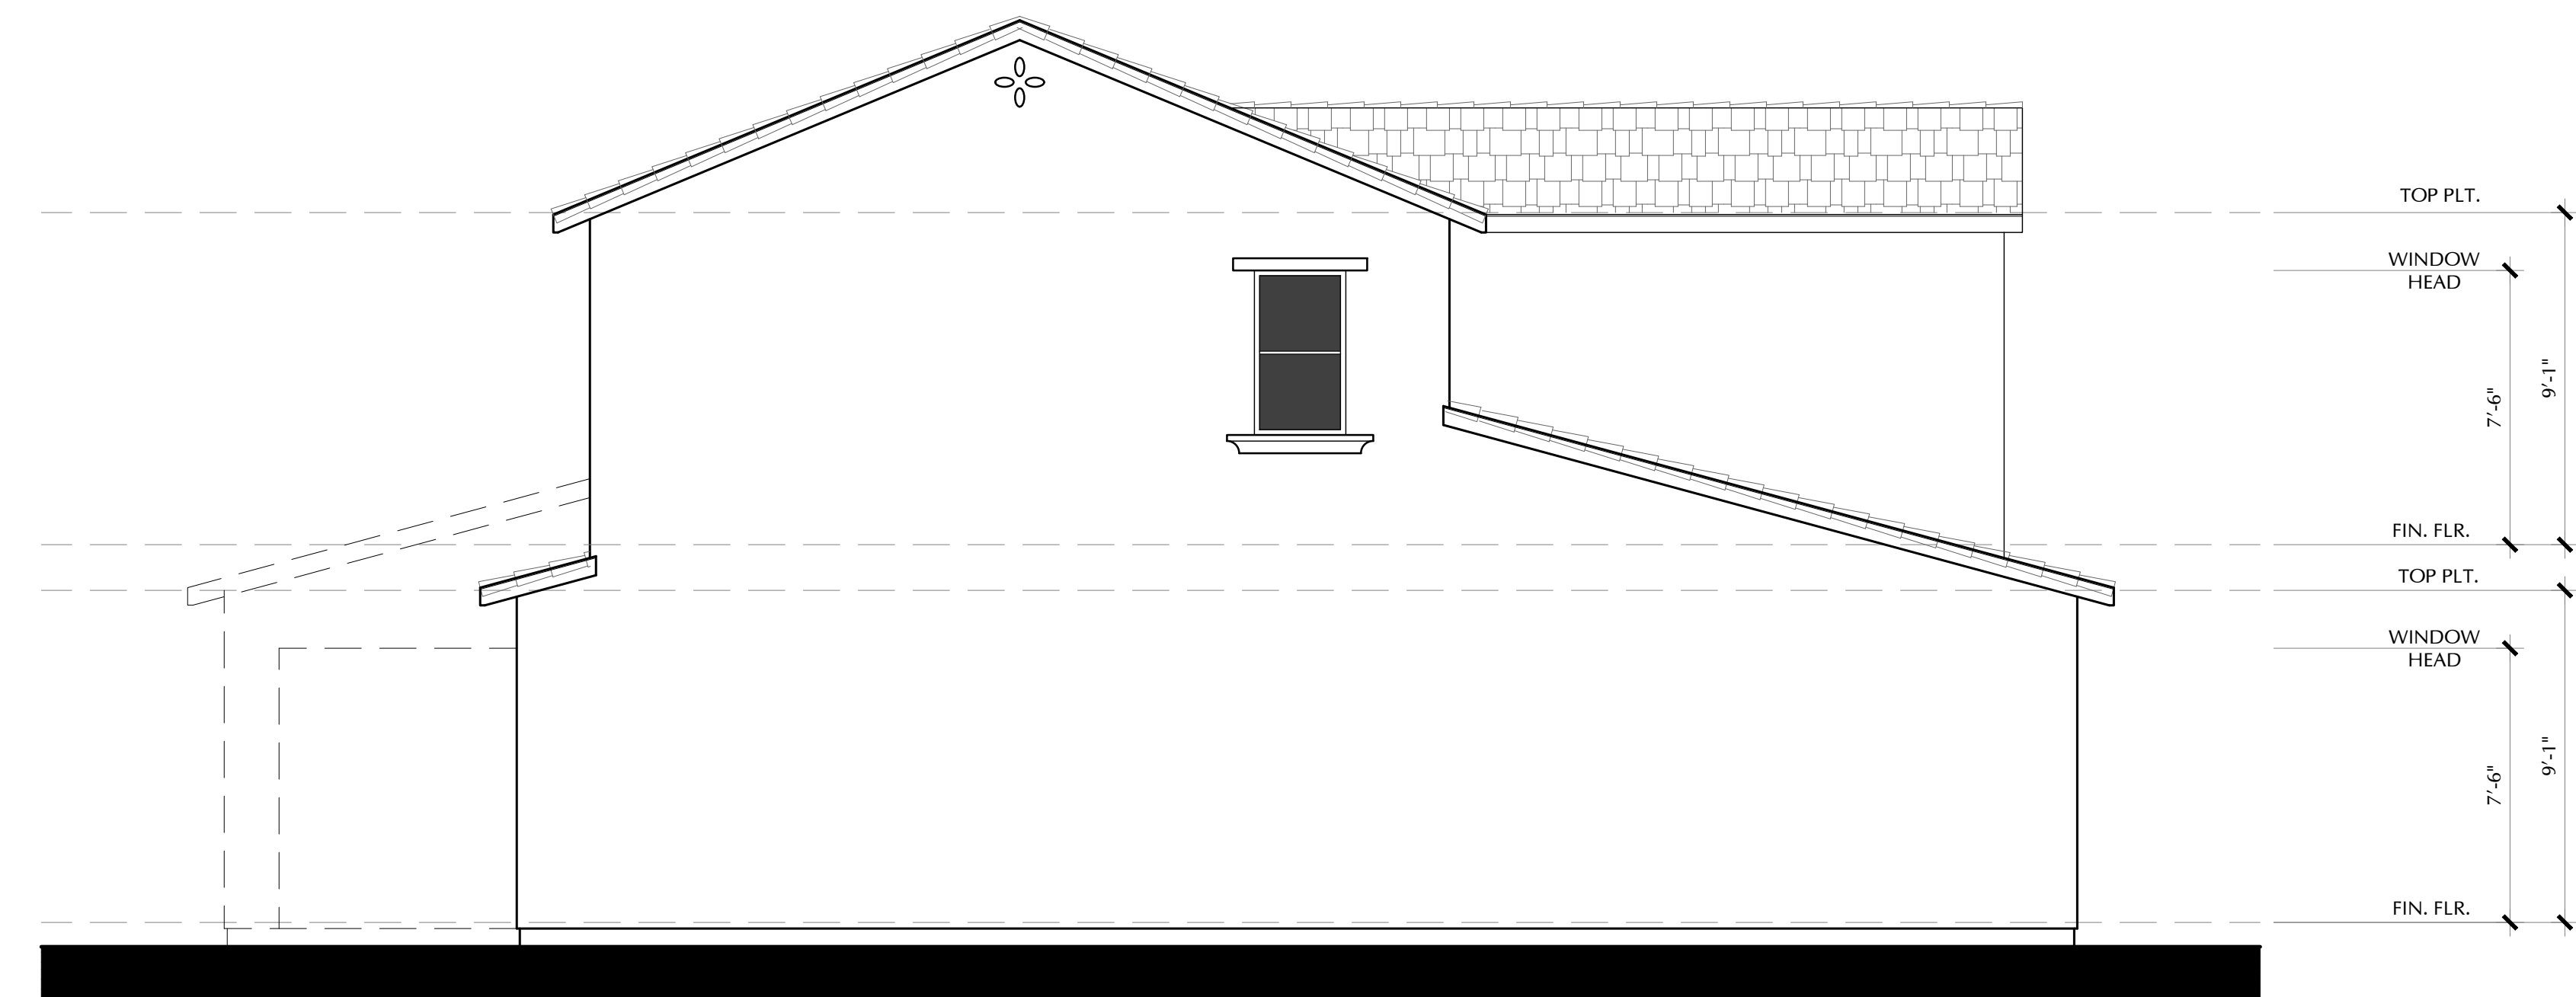 TOP PLT.
WINDOW
HEAD
9'-1"
7'-6"
FIN. FLR.
TOP PLT.
WINDOW
HEAD
9'-1"
7'-6"
FIN. FLR.